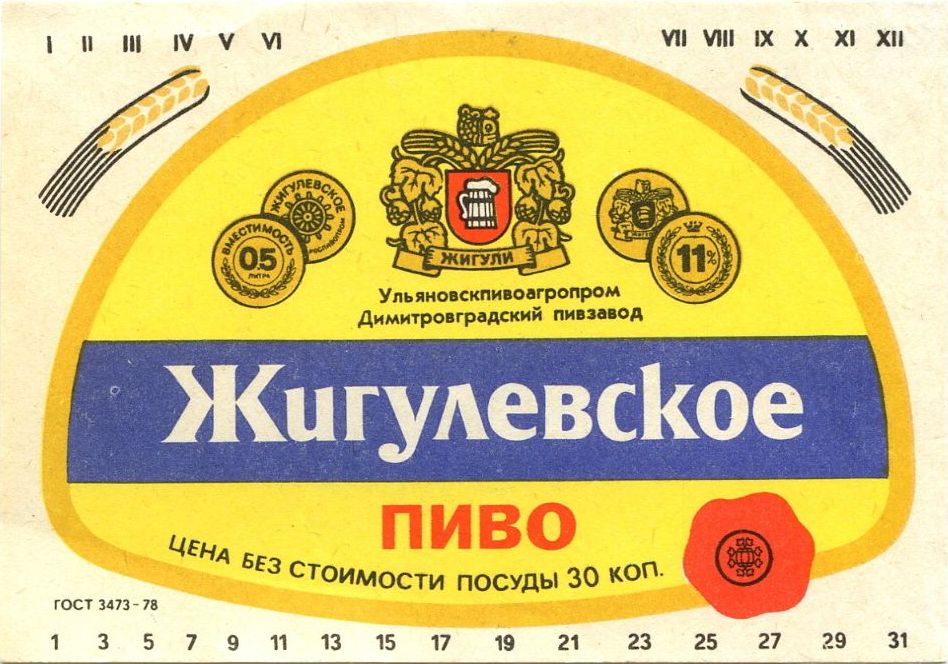 I II III IV V VI VII VIII IX X XI XII
ЖИГУЛЕВСКОЕ
РОСПИВОПРОМ
ВМЕСТИМОСТЬ
0.5
ЛИТРА
ЖИГУЛИ
11%
Ульяновскпивоагропром
Димитровградский пивзавод
Жигулевское
ПИВО
ЦЕНА БЕЗ СТОИМОСТИ ПОСУДЫ 30 КОП.
ГОСТ 3473-78
1 3 5 7 9 11 13 15 17 19 21 23 25 27 29 31